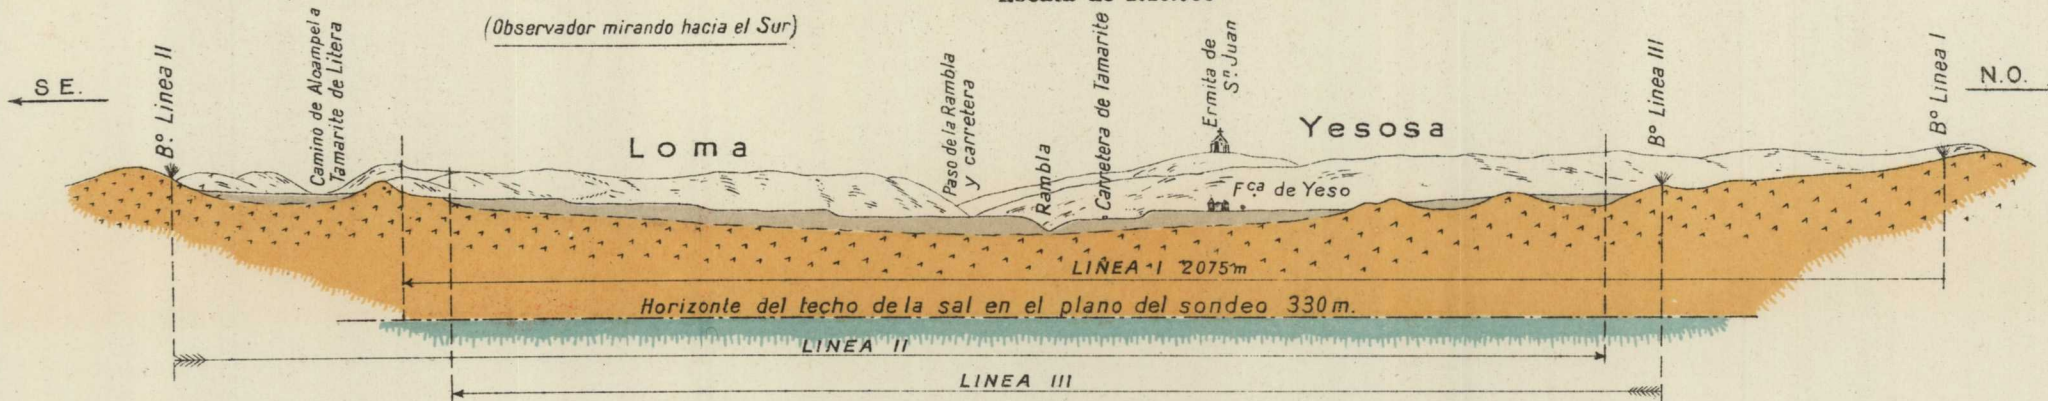 (Observador mirando hacia el Sur)
S E.
Bº Linea II
Camino de Alcampel a
Tamarite de Litera
Loma
Paso de la Rambla
y carretera
Rambla
Carretera de Tamarite
Ermita de
Sⁿ Juan
Fᶜᵃ de Yeso
Yesosa
Bº Linea III
Bº Linea I
N.O.
LINEA I 2075 m
Horizonte del techo de la sal en el plano del sondeo 330 m.
LINEA II
LINEA III